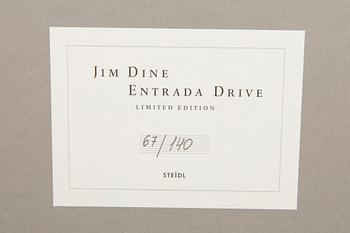 JIM DINE
ENTRADA DRIVE
LIMITED EDITION
67/140
STEIDL